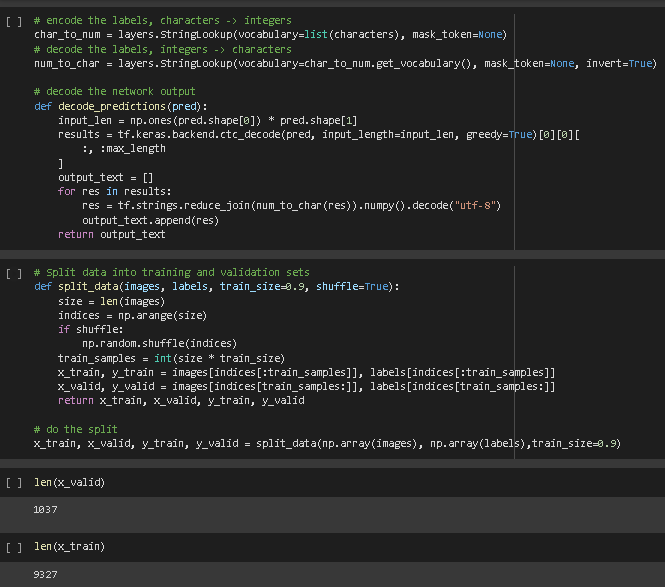 [ ] # encode the labels, characters -> integers
char_to_num = layers.StringLookup(vocabulary=list(characters), mask_token=None)
# decode the labels, integers -> characters
num_to_char = layers.StringLookup(vocabulary=char_to_num.get_vocabulary(), mask_token=None, invert=True)

# decode the network output
def decode_predictions(pred):
    input_len = np.ones(pred.shape[0]) * pred.shape[1]
    results = tf.keras.backend.ctc_decode(pred, input_length=input_len, greedy=True)[0][0][
        :, :max_length
    ]
    output_text = []
    for res in results:
        res = tf.strings.reduce_join(num_to_char(res)).numpy().decode("utf-8")
        output_text.append(res)
    return output_text

[ ] # Split data into training and validation sets
def split_data(images, labels, train_size=0.9, shuffle=True):
    size = len(images)
    indices = np.arange(size)
    if shuffle:
        np.random.shuffle(indices)
    train_samples = int(size * train_size)
    x_train, y_train = images[indices[:train_samples]], labels[indices[:train_samples]]
    x_valid, y_valid = images[indices[train_samples:]], labels[indices[train_samples:]]
    return x_train, x_valid, y_train, y_valid

# do the split
x_train, x_valid, y_train, y_valid = split_data(np.array(images), np.array(labels),train_size=0.9)

[ ] len(x_valid)
1037

[ ] len(x_train)
9327